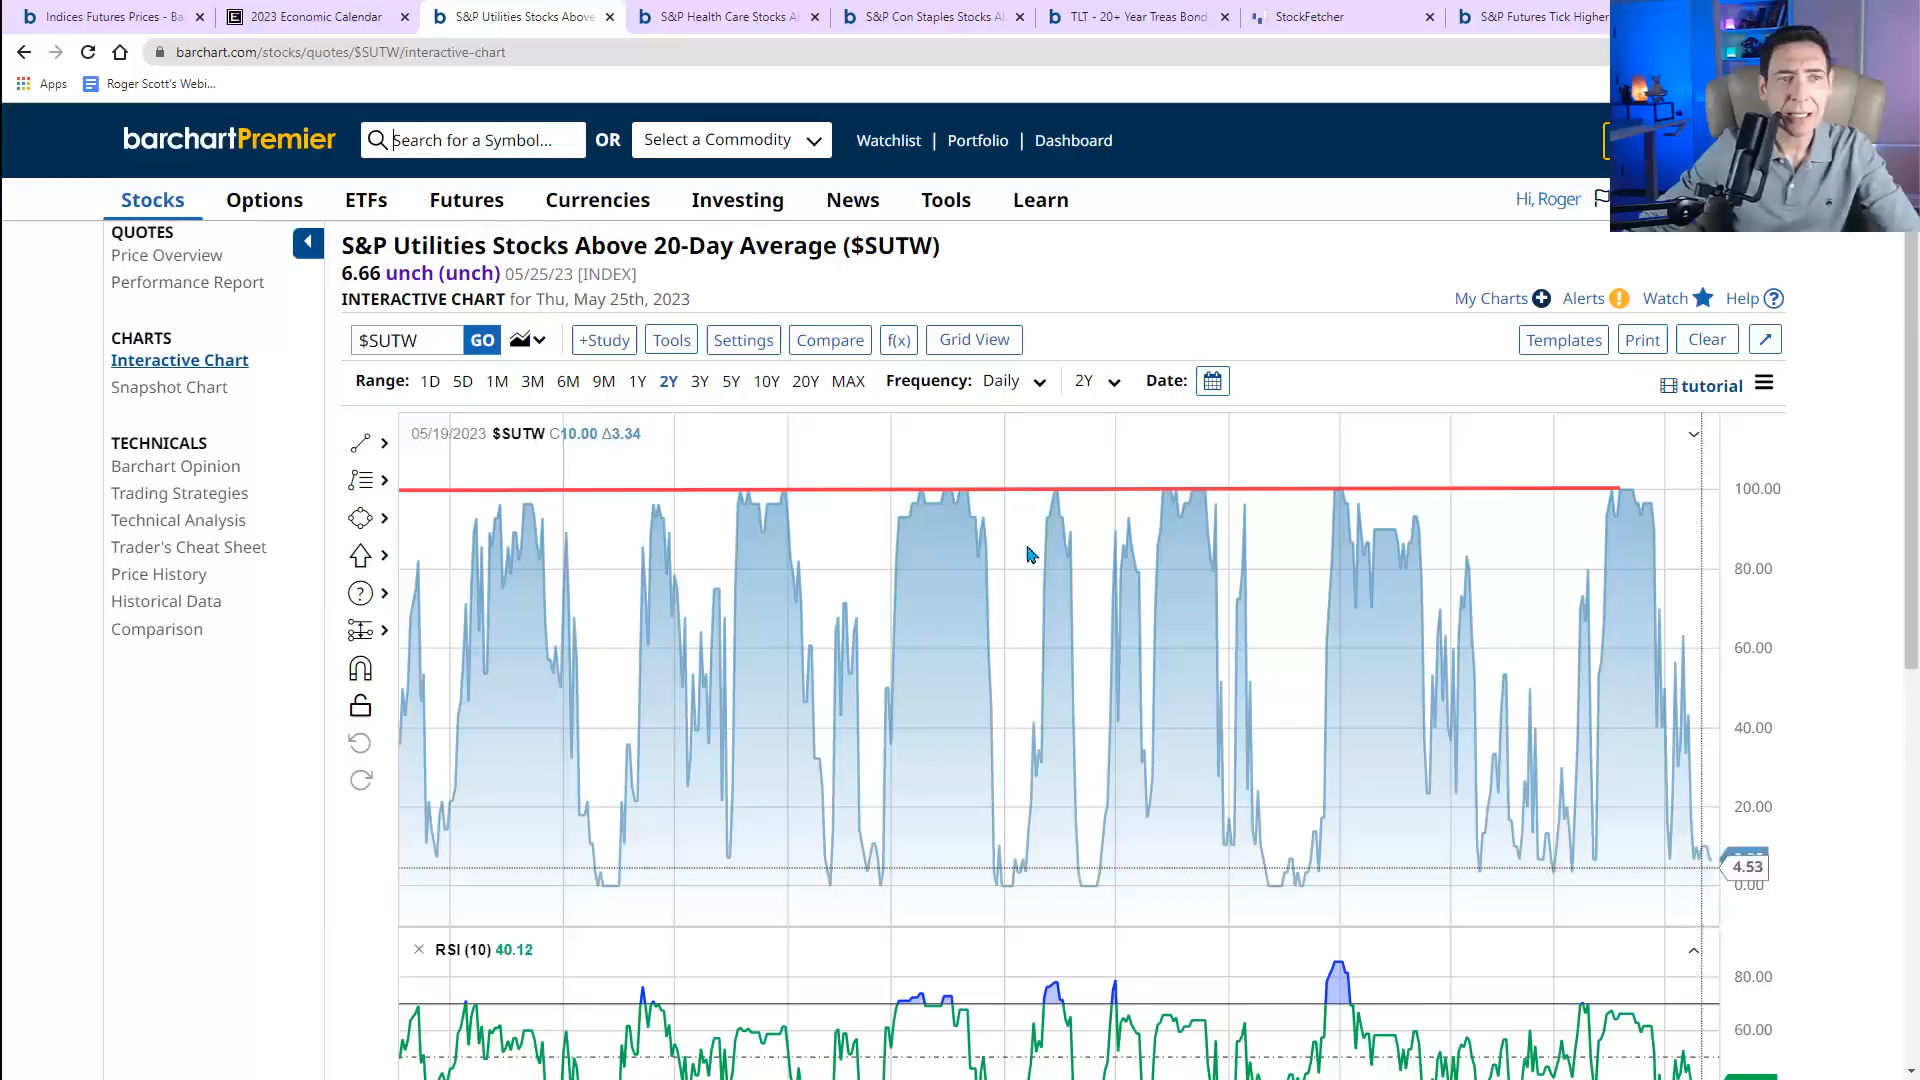 Indices Futures Prices - Ba
2023 Economic Calendar
S&P Utilities Stocks Above
S&P Health Care Stocks A
S&P Con Staples Stocks A
TLT - 20+ Year Treas Bond
StockFetcher
S&P Futures Tick Higher
barchart.com/stocks/quotes/$SUTW/interactive-chart
Apps
Roger Scott's Webi...
barchartPremier
Search for a Symbol...
OR
Select a Commodity
Watchlist | Portfolio | Dashboard
Stocks Options ETFs Futures Currencies Investing News Tools Learn
Hi, Roger
QUOTES
Price Overview
Performance Report
CHARTS
Interactive Chart
Snapshot Chart
TECHNICALS
Barchart Opinion
Trading Strategies
Technical Analysis
Trader's Cheat Sheet
Price History
Historical Data
Comparison
S&P Utilities Stocks Above 20-Day Average ($SUTW)
6.66 unch (unch) 05/25/23 [INDEX]
INTERACTIVE CHART for Thu, May 25th, 2023
My Charts Alerts Watch Help
$SUTW GO +Study Tools Settings Compare f(x) Grid View Templates Print Clear
Range: 1D 5D 1M 3M 6M 9M 1Y 2Y 3Y 5Y 10Y 20Y MAX Frequency: Daily 2Y Date:
tutorial
05/19/2023 $SUTW C10.00 Δ3.34
100.00
80.00
60.00
40.00
20.00
4.53
0.00
RSI (10) 40.12
80.00
60.00